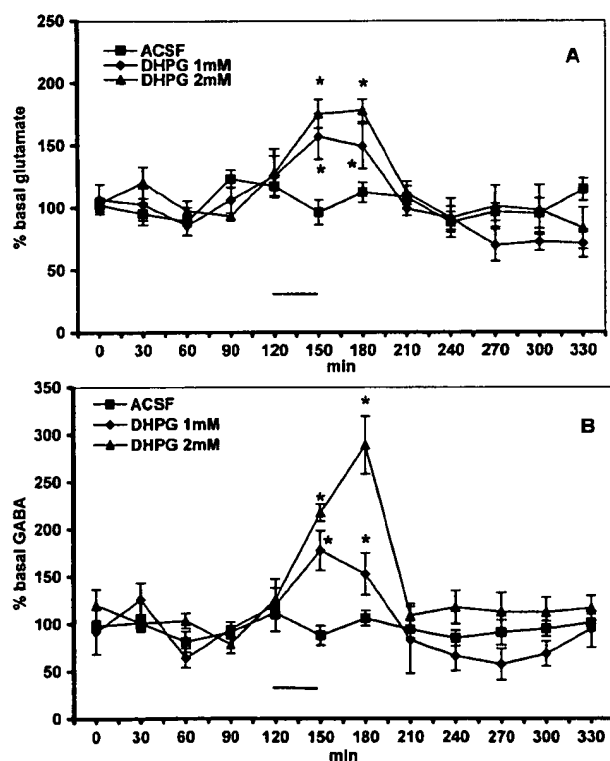 250
200
150
100
50
0
% basal glutamate
ACSF
DHPG 1mM
DHPG 2mM
A
* *
* *
0 30 60 90 120 150 180 210 240 270 300 330
min
350
300
250
200
150
100
50
0
% basal GABA
ACSF
DHPG 1mM
DHPG 2mM
B
*
*
* *
0 30 60 90 120 150 180 210 240 270 300 330
min